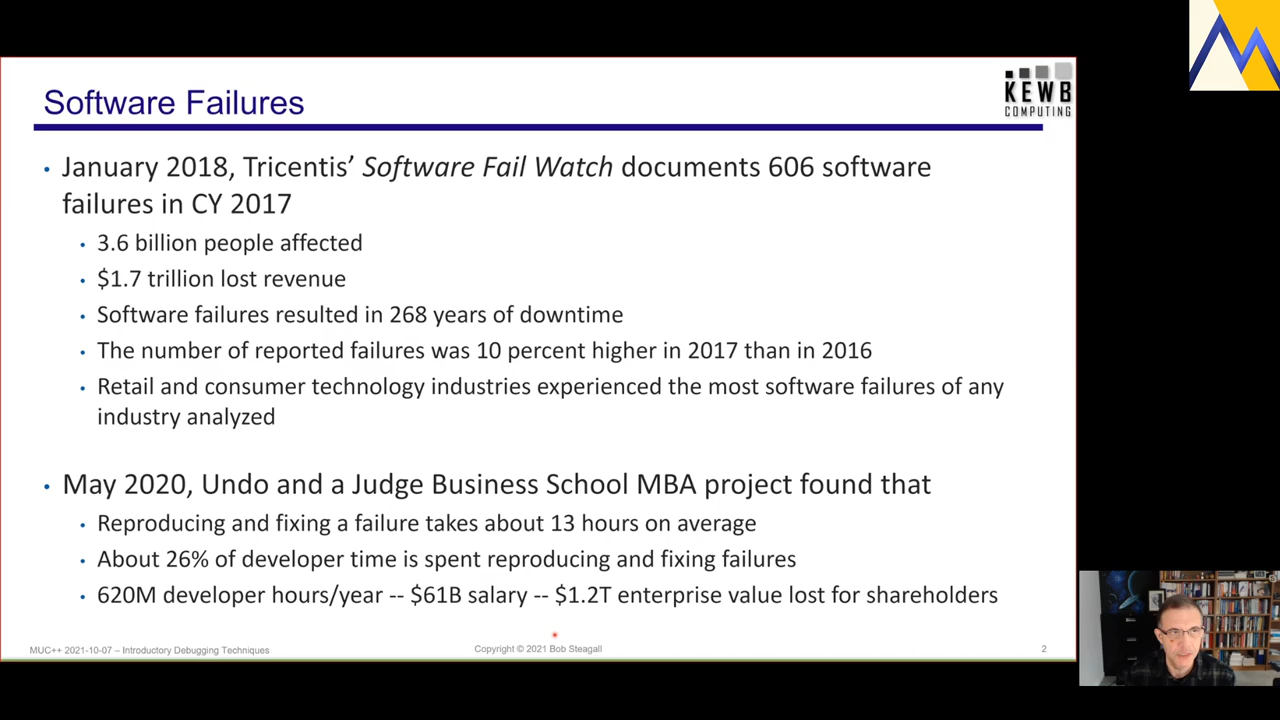 Software Failures
KEWB
COMPUTING
• January 2018, Tricentis’ Software Fail Watch documents 606 software
failures in CY 2017
• 3.6 billion people affected
• $1.7 trillion lost revenue
• Software failures resulted in 268 years of downtime
• The number of reported failures was 10 percent higher in 2017 than in 2016
• Retail and consumer technology industries experienced the most software failures of any
industry analyzed
• May 2020, Undo and a Judge Business School MBA project found that
• Reproducing and fixing a failure takes about 13 hours on average
• About 26% of developer time is spent reproducing and fixing failures
• 620M developer hours/year -- $61B salary -- $1.2T enterprise value lost for shareholders
MUC++ 2021-10-07 – Introductory Debugging Techniques
Copyright © 2021 Bob Steagall
2